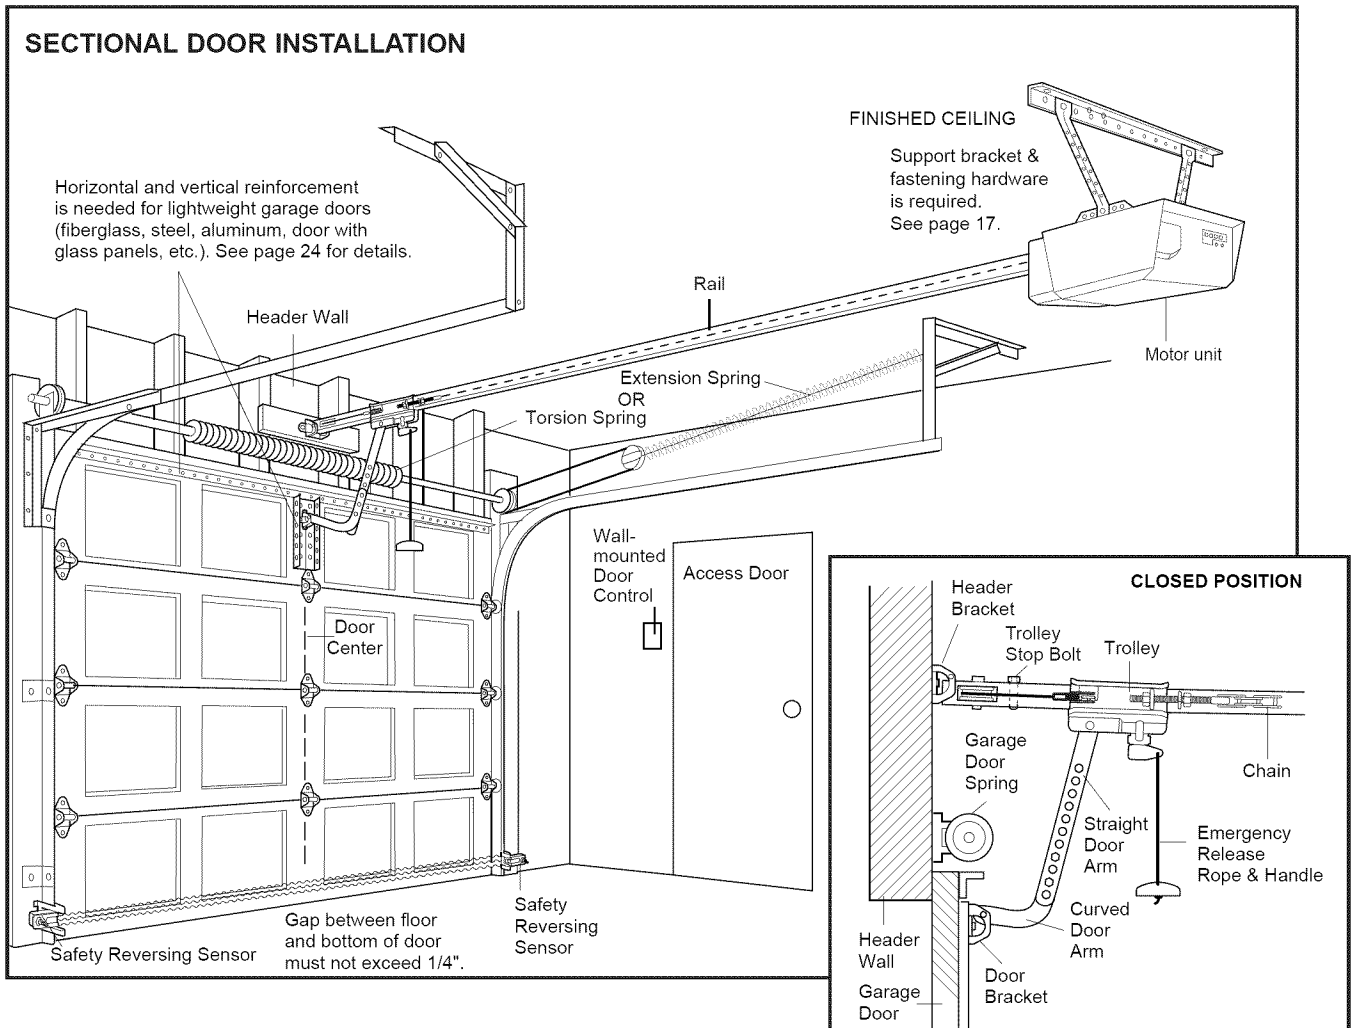 SECTIONAL DOOR INSTALLATION
FINISHED CEILING
Support bracket &
fastening hardware
is required.
See page 17.
Horizontal and vertical reinforcement
is needed for lightweight garage doors
(fiberglass, steel, aluminum, door with
glass panels, etc.). See page 24 for details.
Header Wall
Rail
Motor unit
Extension Spring
OR
Torsion Spring
Wall-
mounted
Door
Control
Access Door
Door
Center
Safety Reversing Sensor
Gap between floor
and bottom of door
must not exceed 1/4".
Safety
Reversing
Sensor
CLOSED POSITION
Header
Bracket
Trolley
Stop Bolt
Trolley
Garage
Door
Spring
Chain
Straight
Door
Arm
Emergency
Release
Rope & Handle
Curved
Door
Arm
Header
Wall
Door
Bracket
Garage
Door